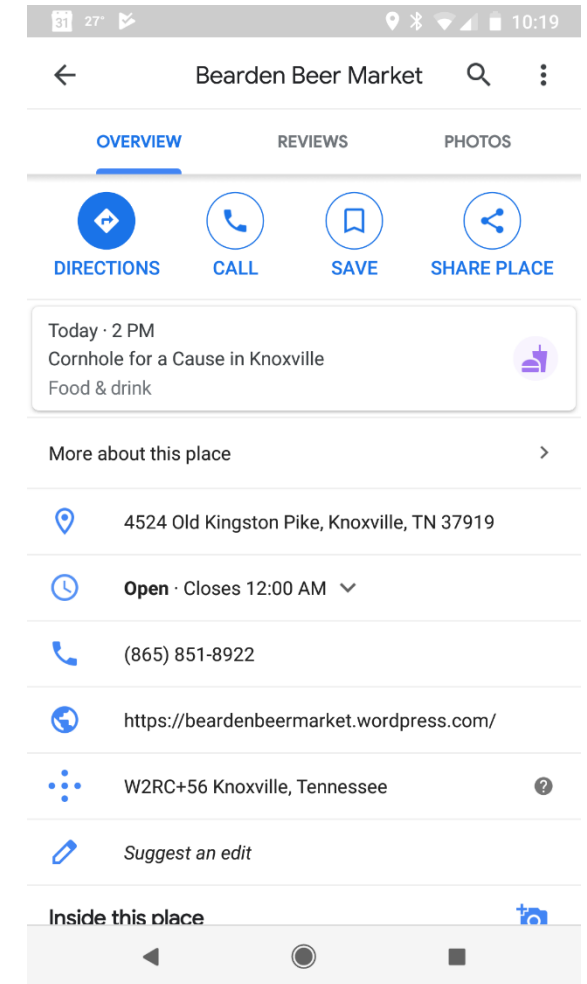 31 27° 10:19
Bearden Beer Market
OVERVIEW REVIEWS PHOTOS
DIRECTIONS CALL SAVE SHARE PLACE
Today · 2 PM
Cornhole for a Cause in Knoxville
Food & drink
More about this place
4524 Old Kingston Pike, Knoxville, TN 37919
Open · Closes 12:00 AM
(865) 851-8922
https://beardenbeermarket.wordpress.com/
W2RC+56 Knoxville, Tennessee
Suggest an edit
Inside this place